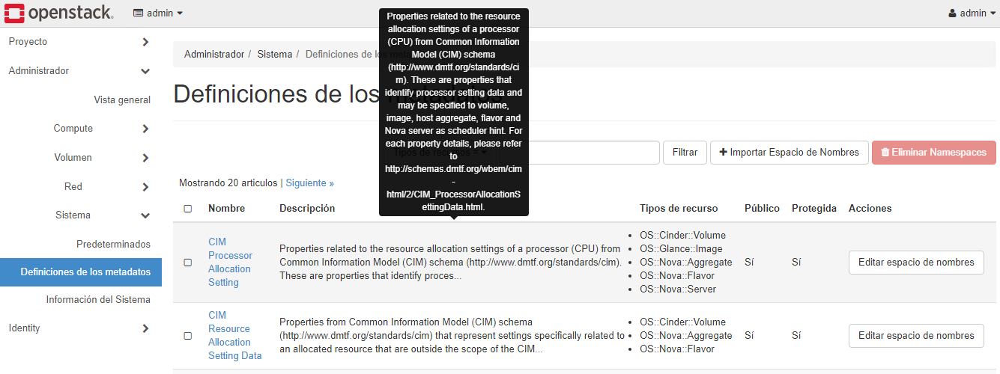 openstack.
admin
admin
Proyecto
Administrador
Vista general
Compute
Volumen
Red
Sistema
Predeterminados
Definiciones de los metadatos
Información del Sistema
Identity
Administrador / Sistema / Definiciones de los
Definiciones de los
Properties related to the resource
allocation settings of a processor
(CPU) from Common Information
Model (CIM) schema
(http://www.dmtf.org/standards/ci
m). These are properties that
identify processor setting data and
may be specified to volume,
image, host aggregate, flavor and
Nova server as scheduler hint. For
each property details, please refer
to
http://schemas.dmtf.org/wbem/cim
-
html/2/CIM_ProcessorAllocationS
ettingData.html.
Tipos de recursos =
Filtrar
Importar Espacio de Nombres
Eliminar Namespaces
Mostrando 20 articulos | Siguiente »
Nombre Descripción Tipos de recurso Público Protegida Acciones
CIM
Processor
Allocation
Setting
Properties related to the resource allocation settings of a processor (CPU) from
Common Information Model (CIM) schema (http://www.dmtf.org/standards/cim).
These are properties that identify proces...
OS::Cinder::Volume
OS::Glance::Image
OS::Nova::Aggregate
OS::Nova::Flavor
OS::Nova::Server
Sí
Sí
Editar espacio de nombres
CIM
Resource
Allocation
Setting Data
Properties from Common Information Model (CIM) schema
(http://www.dmtf.org/standards/cim) that represent settings specifically related to
an allocated resource that are outside the scope of the CIM...
OS::Cinder::Volume
OS::Nova::Aggregate
OS::Nova::Flavor
Sí
Sí
Editar espacio de nombres